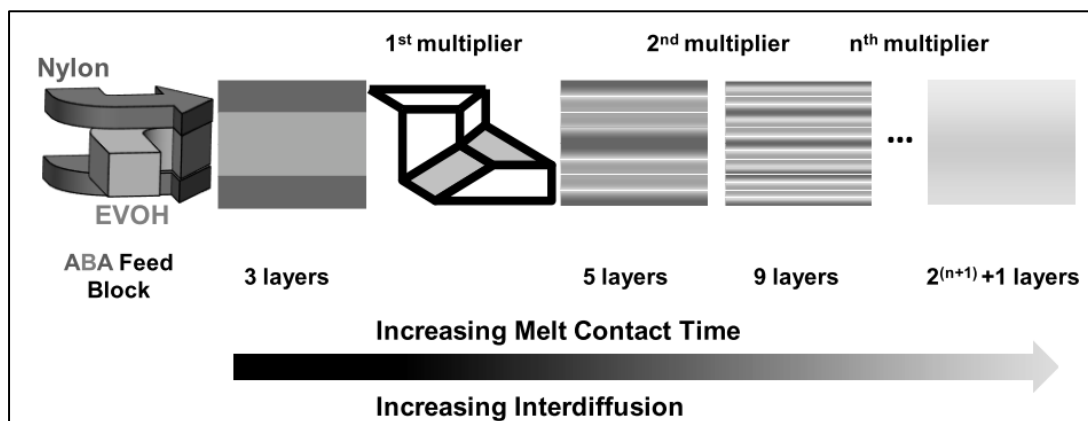 1st multiplier
2nd multiplier
nth multiplier
Nylon
EVOH
...
ABA Feed
Block
3 layers
5 layers
9 layers
2(n+1) +1 layers
Increasing Melt Contact Time
Increasing Interdiffusion